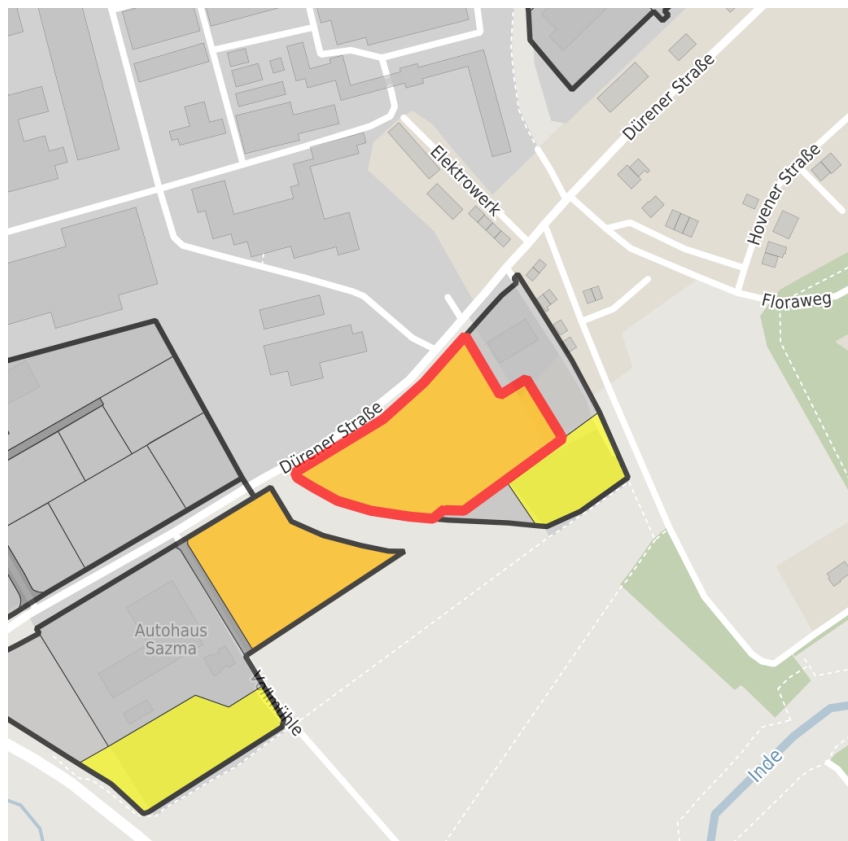 Dürener Straße
Elektrowerk
Hovener Straße
Floraweg
Dürener Straße
Autohaus
Sazma
Inde